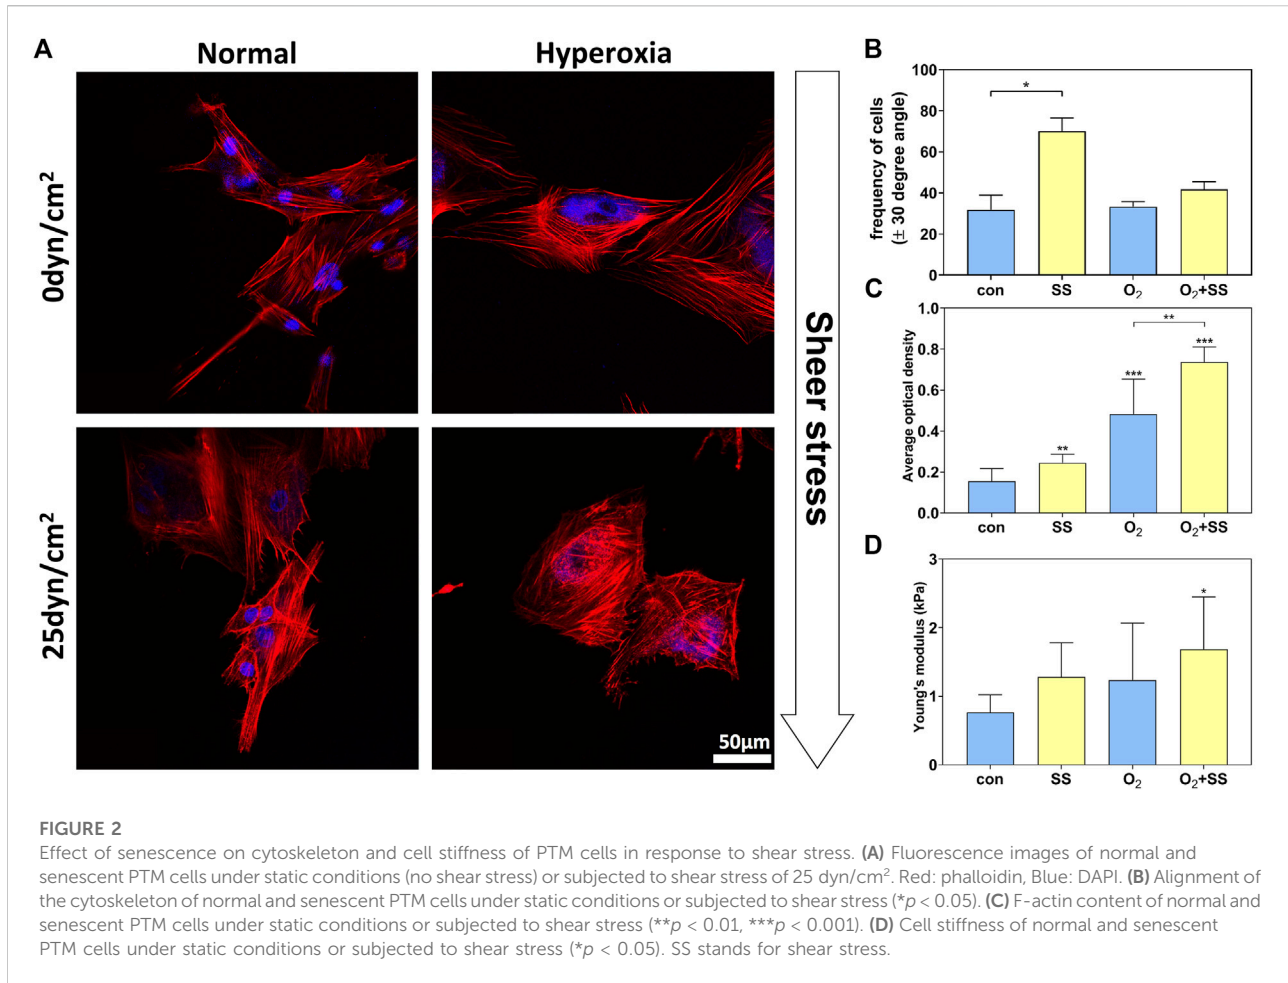 A
Normal
Hyperoxia
0dyn/cm²
25dyn/cm²
50μm
Sheer stress
B
frequency of cells
(± 30 degree angle)
100
80
60
40
20
0
*
con
SS
O₂
O₂+SS
C
Average optical density
1.0
0.8
0.6
0.4
0.2
0.0
**
***
***
**
con
SS
O₂
O₂+SS
D
Young's modulus (kPa)
3
2
1
0
*
con
SS
O₂
O₂+SS
FIGURE 2
Effect of senescence on cytoskeleton and cell stiffness of PTM cells in response to shear stress. (A) Fluorescence images of normal and
senescent PTM cells under static conditions (no shear stress) or subjected to shear stress of 25 dyn/cm². Red: phalloidin, Blue: DAPI. (B) Alignment of
the cytoskeleton of normal and senescent PTM cells under static conditions or subjected to shear stress (*p < 0.05). (C) F-actin content of normal and
senescent PTM cells under static conditions or subjected to shear stress (**p < 0.01, ***p < 0.001). (D) Cell stiffness of normal and senescent
PTM cells under static conditions or subjected to shear stress (*p < 0.05). SS stands for shear stress.